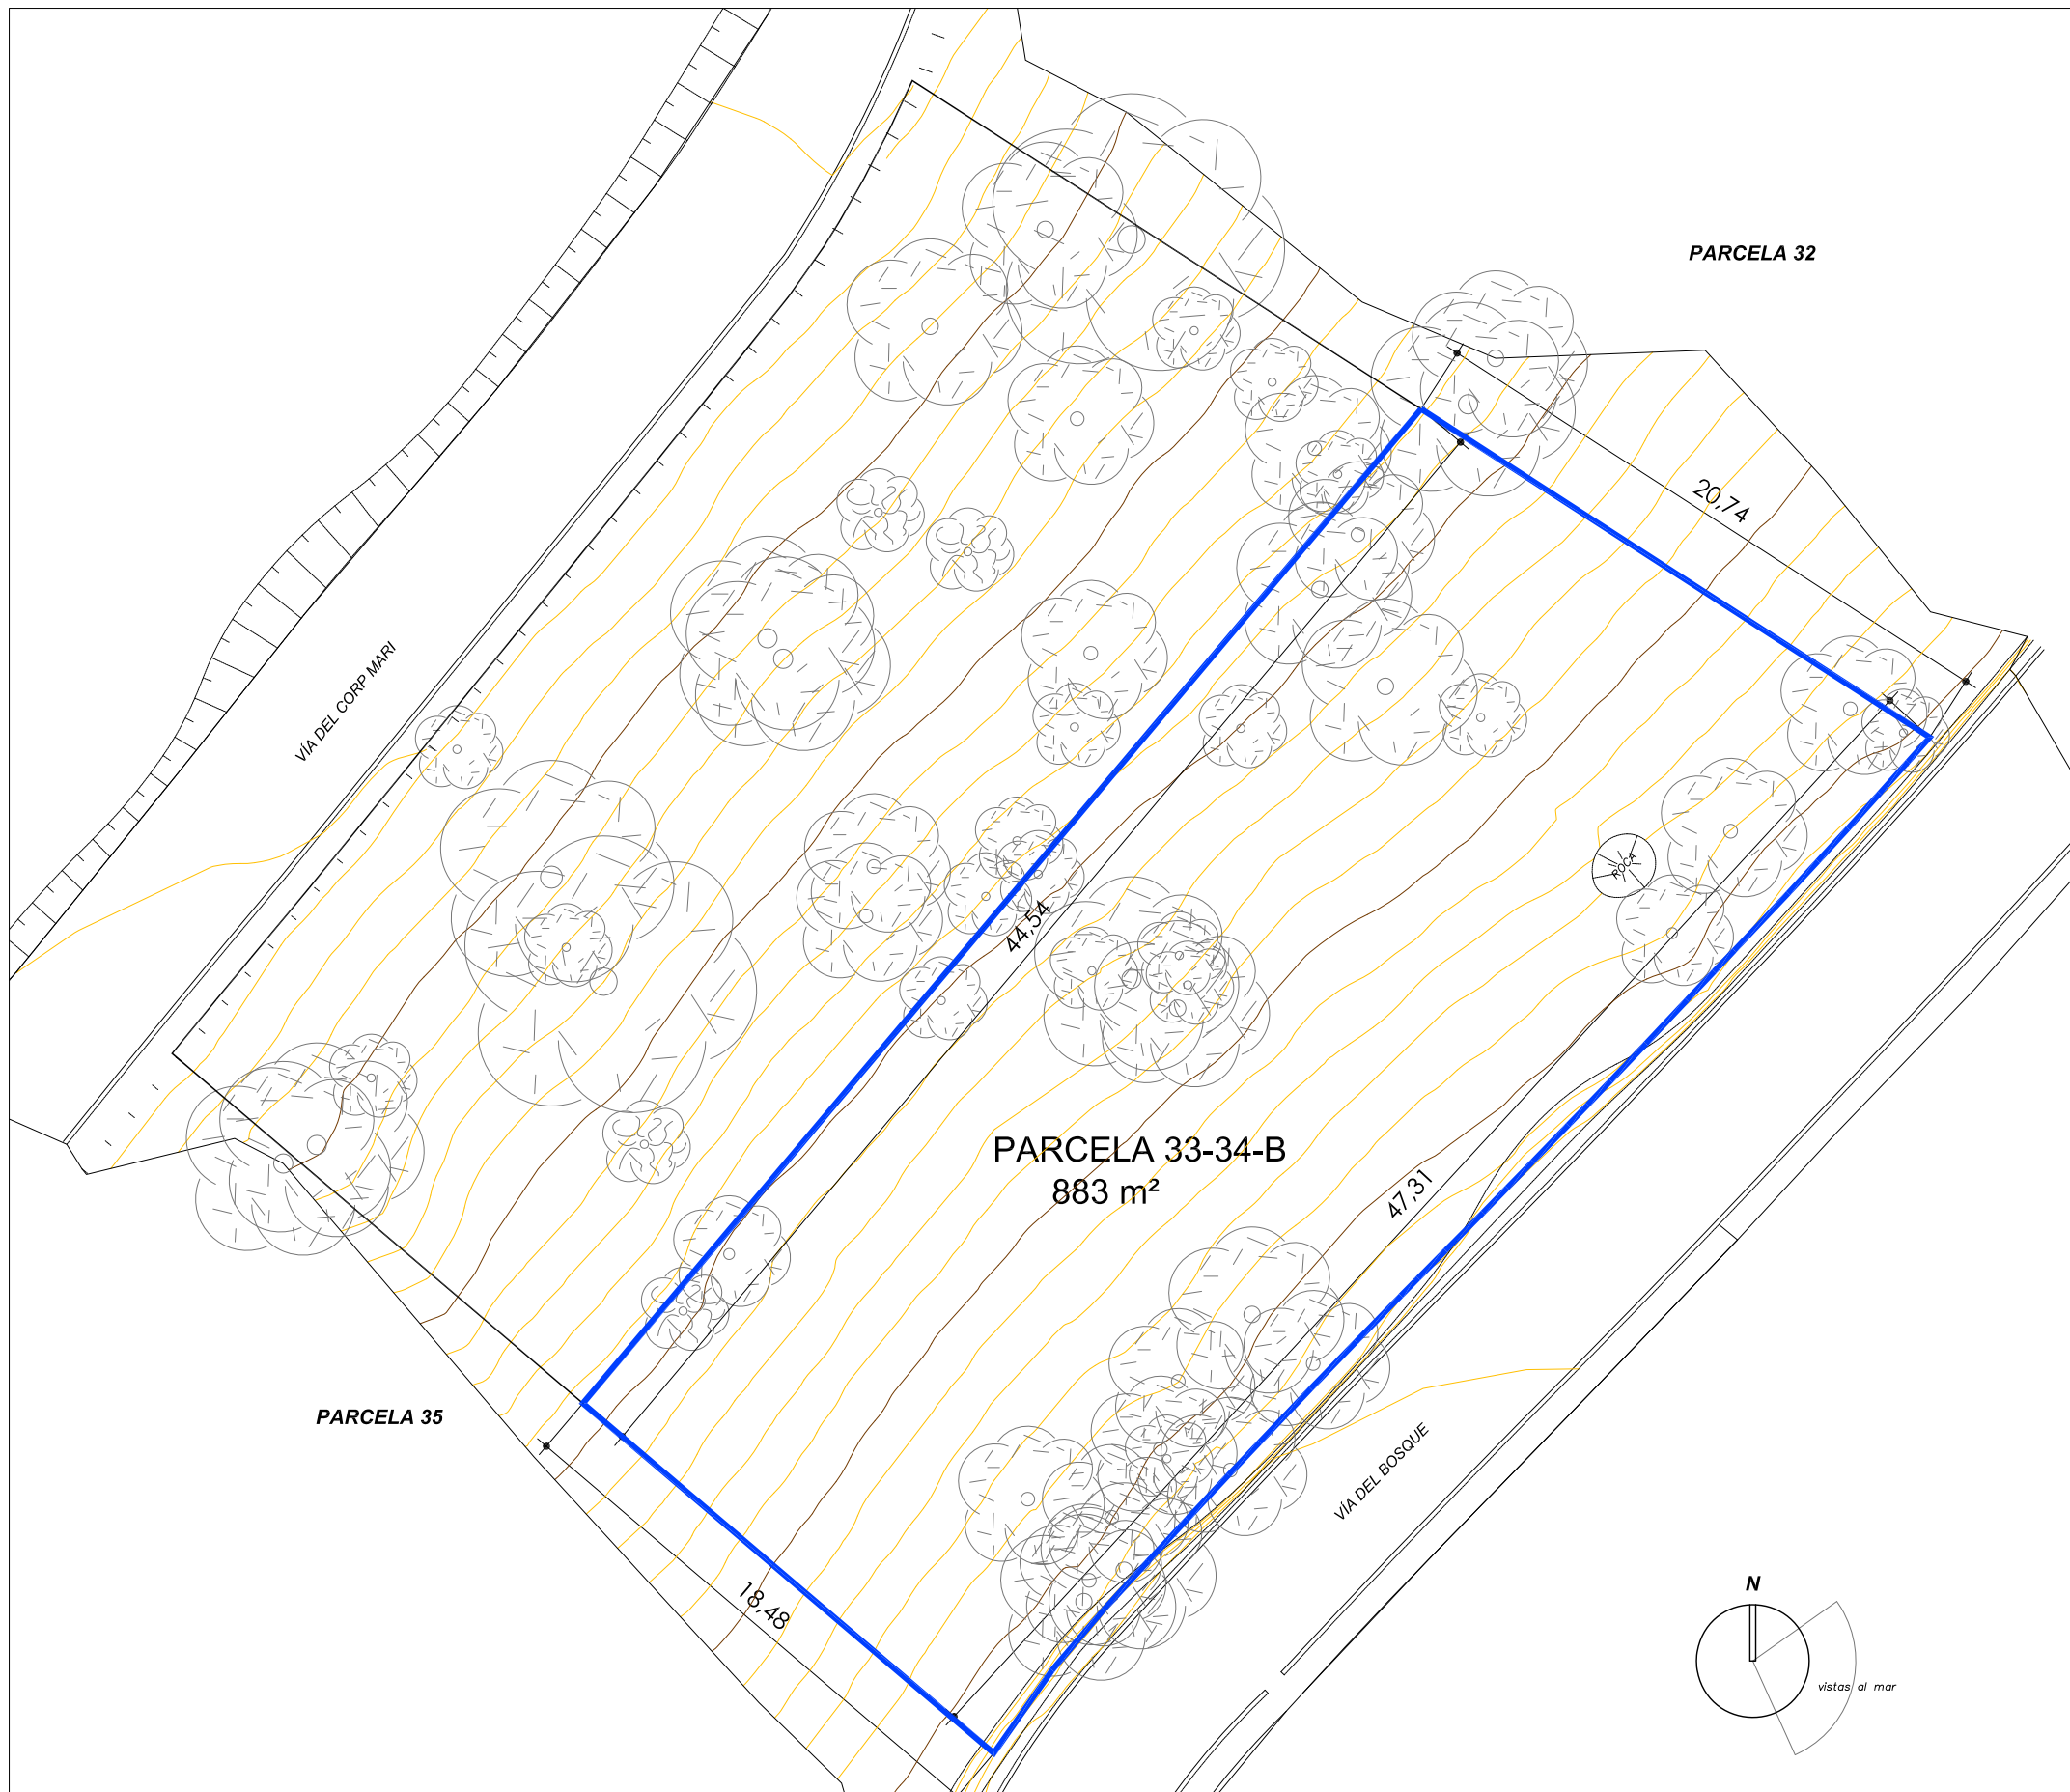 PARCELA 32
20,74
VÍA DEL CORP MARI
ROCA
44,54
PARCELA 33-34-B
883 m²
47,31
PARCELA 35
VÍA DEL BOSQUE
18,48
N
vistas al mar